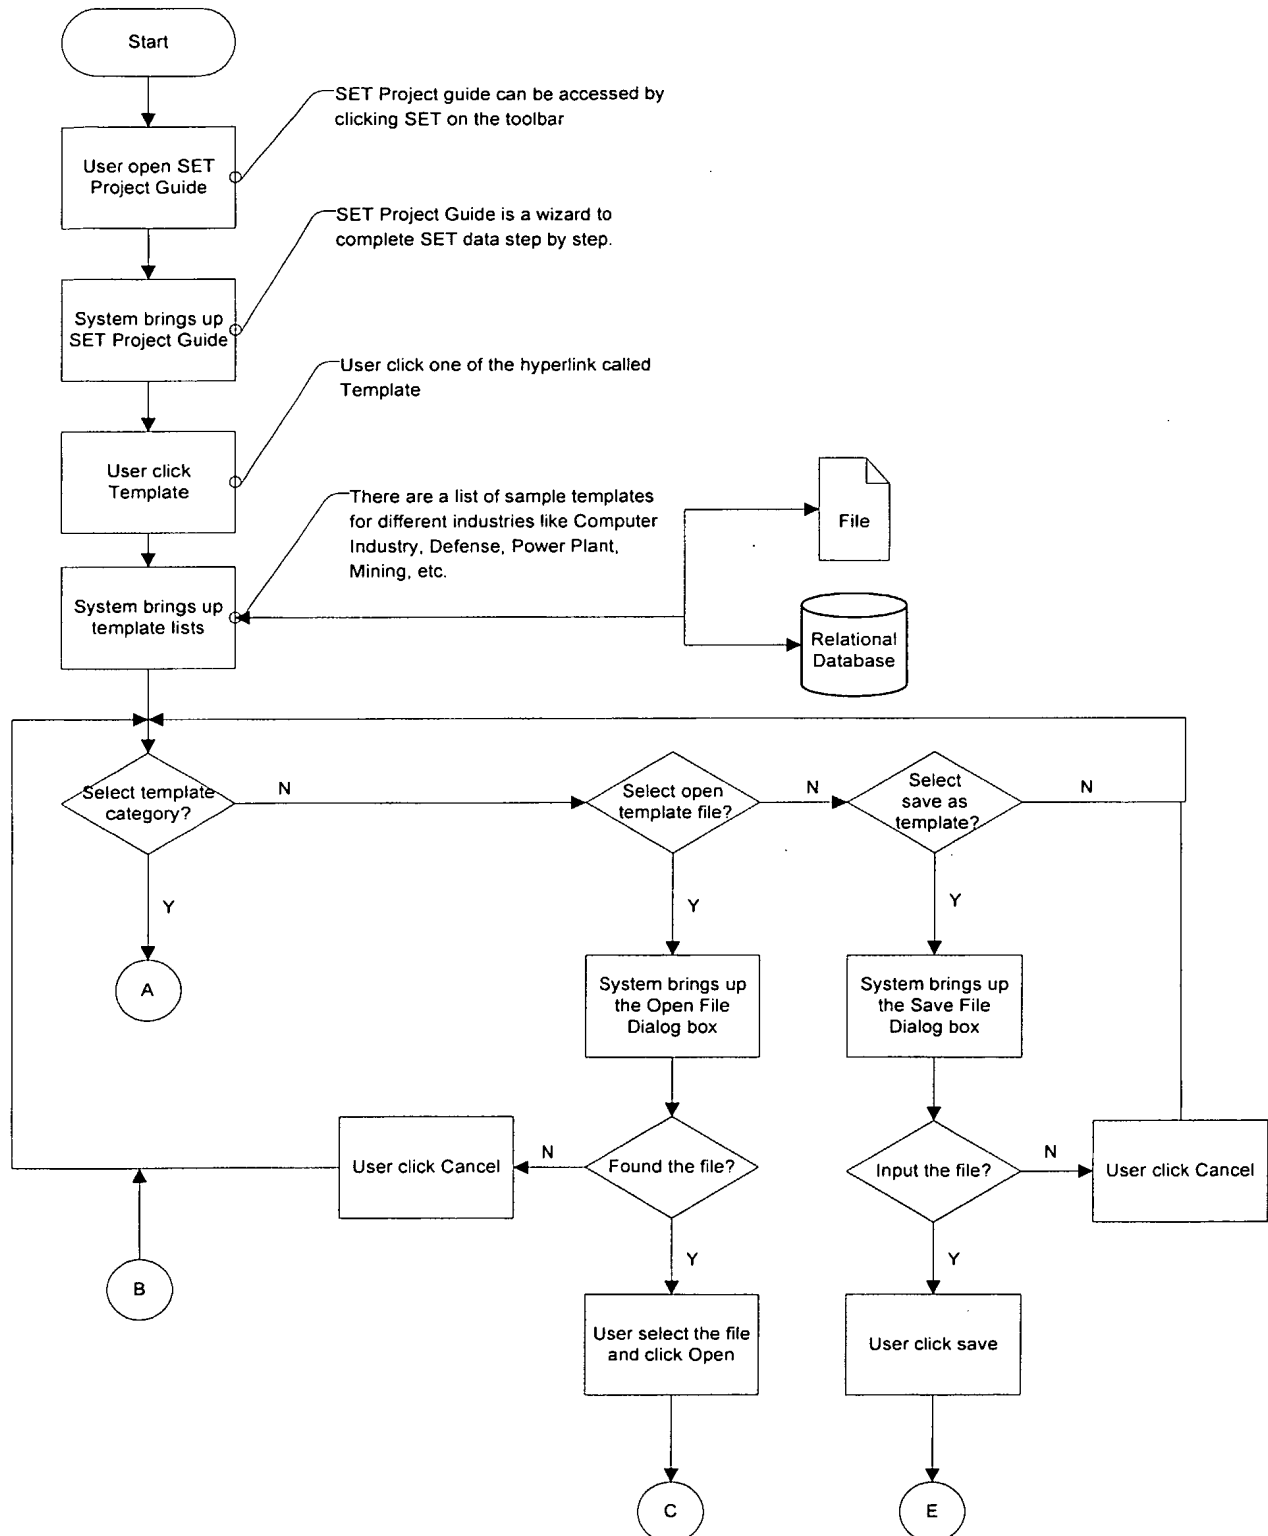 Start
SET Project guide can be accessed by
clicking SET on the toolbar
User open SET
Project Guide
SET Project Guide is a wizard to
complete SET data step by step.
System brings up
SET Project Guide
User click one of the hyperlink called
Template
User click
Template
There are a list of sample templates
for different industries like Computer
Industry, Defense, Power Plant,
Mining, etc.
File
System brings up
template lists
Relational
Database
Select template
category?
N
Select open
template file?
N
Select
save as
template?
N
Y
Y
Y
A
System brings up
the Open File
Dialog box
System brings up
the Save File
Dialog box
User click Cancel
N
Found the file?
Input the file?
N
User click Cancel
Y
Y
B
User select the file
and click Open
User click save
C
E